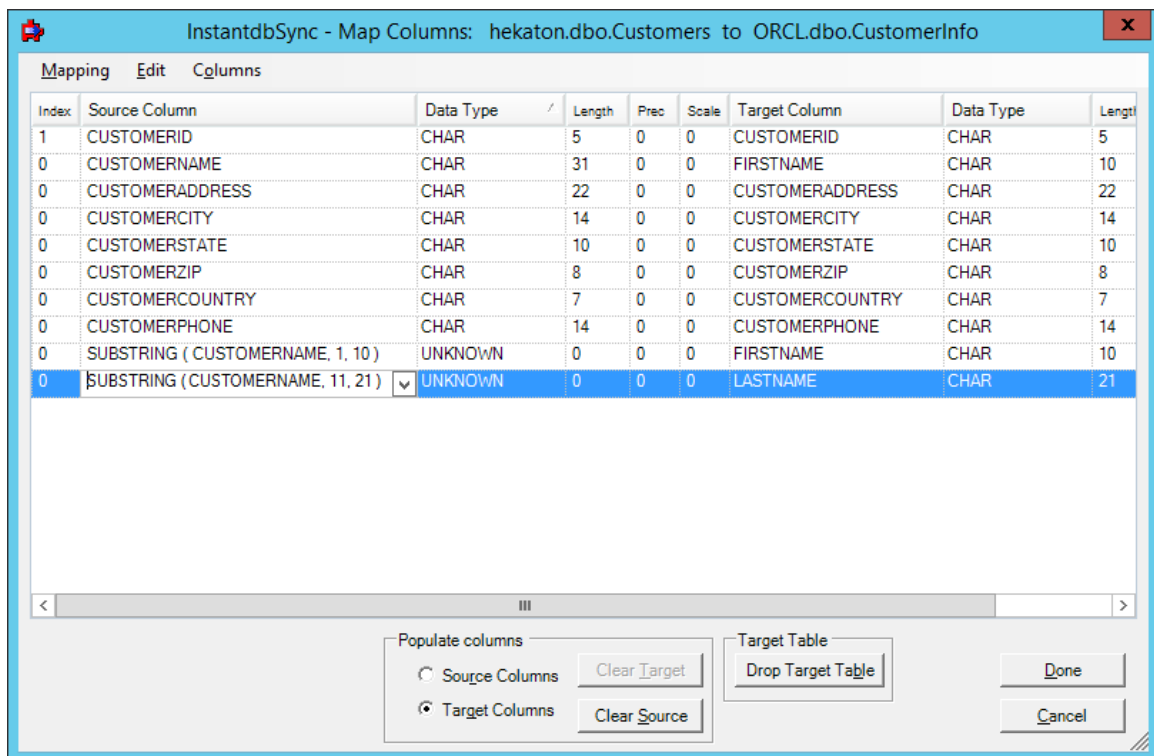 InstantdbSync - Map Columns: hekaton.dbo.Customers to ORCL.dbo.CustomerInfo x
Mapping Edit Columns
Index Source Column Data Type Length Prec Scale Target Column Data Type Length
1 CUSTOMERID CHAR 5 0 0 CUSTOMERID CHAR 5
0 CUSTOMERNAME CHAR 31 0 0 FIRSTNAME CHAR 10
0 CUSTOMERADDRESS CHAR 22 0 0 CUSTOMERADDRESS CHAR 22
0 CUSTOMERCITY CHAR 14 0 0 CUSTOMERCITY CHAR 14
0 CUSTOMERSTATE CHAR 10 0 0 CUSTOMERSTATE CHAR 10
0 CUSTOMERZIP CHAR 8 0 0 CUSTOMERZIP CHAR 8
0 CUSTOMERCOUNTRY CHAR 7 0 0 CUSTOMERCOUNTRY CHAR 7
0 CUSTOMERPHONE CHAR 14 0 0 CUSTOMERPHONE CHAR 14
0 SUBSTRING ( CUSTOMERNAME, 1, 10 ) UNKNOWN 0 0 0 FIRSTNAME CHAR 10
0 SUBSTRING ( CUSTOMERNAME, 11, 21 ) UNKNOWN 0 0 0 LASTNAME CHAR 21
Populate columns Target Table
Source Columns Clear Target Drop Target Table Done
Target Columns Clear Source Cancel